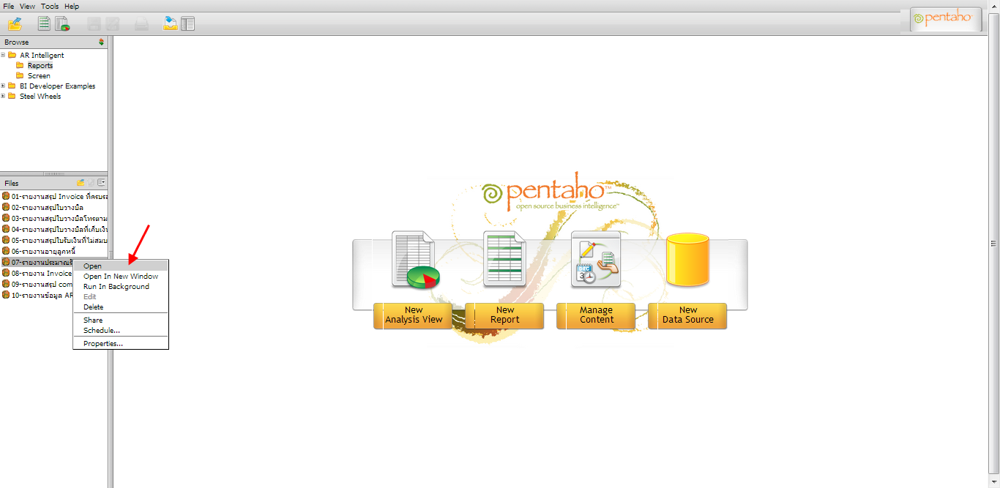 File View Tools Help
pentaho
Browse
AR Intelligent
Reports
Screen
BI Developer Examples
Steel Wheels
Files
01-รายงานสรุป Invoice ที่ครบรอ
02-รายงานสรุปใบวางบิล
03-รายงานสรุปใบวางบิลโทรตาม
04-รายงานสรุปใบวางบิลที่เก็บเงิน
05-รายงานสรุปใบรับเงินที่ไม่สมบ
06-รายงานอายุลูกหนี้
07-รายงานประมาณรั
08-รายงาน Invoice
09-รายงานสรุป com
10-รายงานข้อมูล AR
Open
Open In New Window
Run In Background
Edit
Delete
Share
Schedule...
Properties...
pentaho™
open source business intelligence™
DEC
3
New
Analysis View
New
Report
Manage
Content
New
Data Source